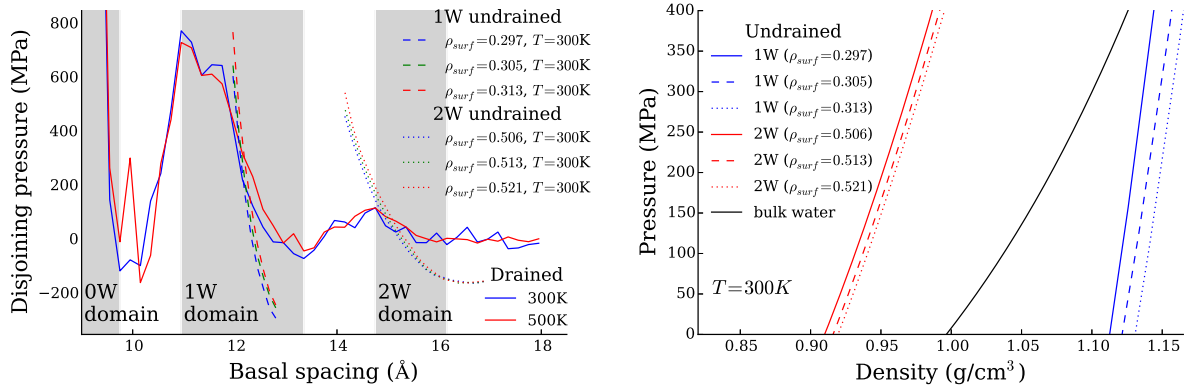 800
600
400
200
0
−200
Disjoining pressure (MPa)
1W undrained
ρsurf=0.297, T=300K
ρsurf=0.305, T=300K
ρsurf=0.313, T=300K
2W undrained
ρsurf=0.506, T=300K
ρsurf=0.513, T=300K
ρsurf=0.521, T=300K
0W
domain
1W
domain
2W
domain
Drained
300K
500K
10 12 14 16 18
Basal spacing (Å)
400
350
300
250
200
150
100
50
0
Pressure (MPa)
Undrained
1W (ρsurf=0.297)
1W (ρsurf=0.305)
1W (ρsurf=0.313)
2W (ρsurf=0.506)
2W (ρsurf=0.513)
2W (ρsurf=0.521)
bulk water
T=300K
0.85 0.90 0.95 1.00 1.05 1.10 1.15
Density (g/cm³)